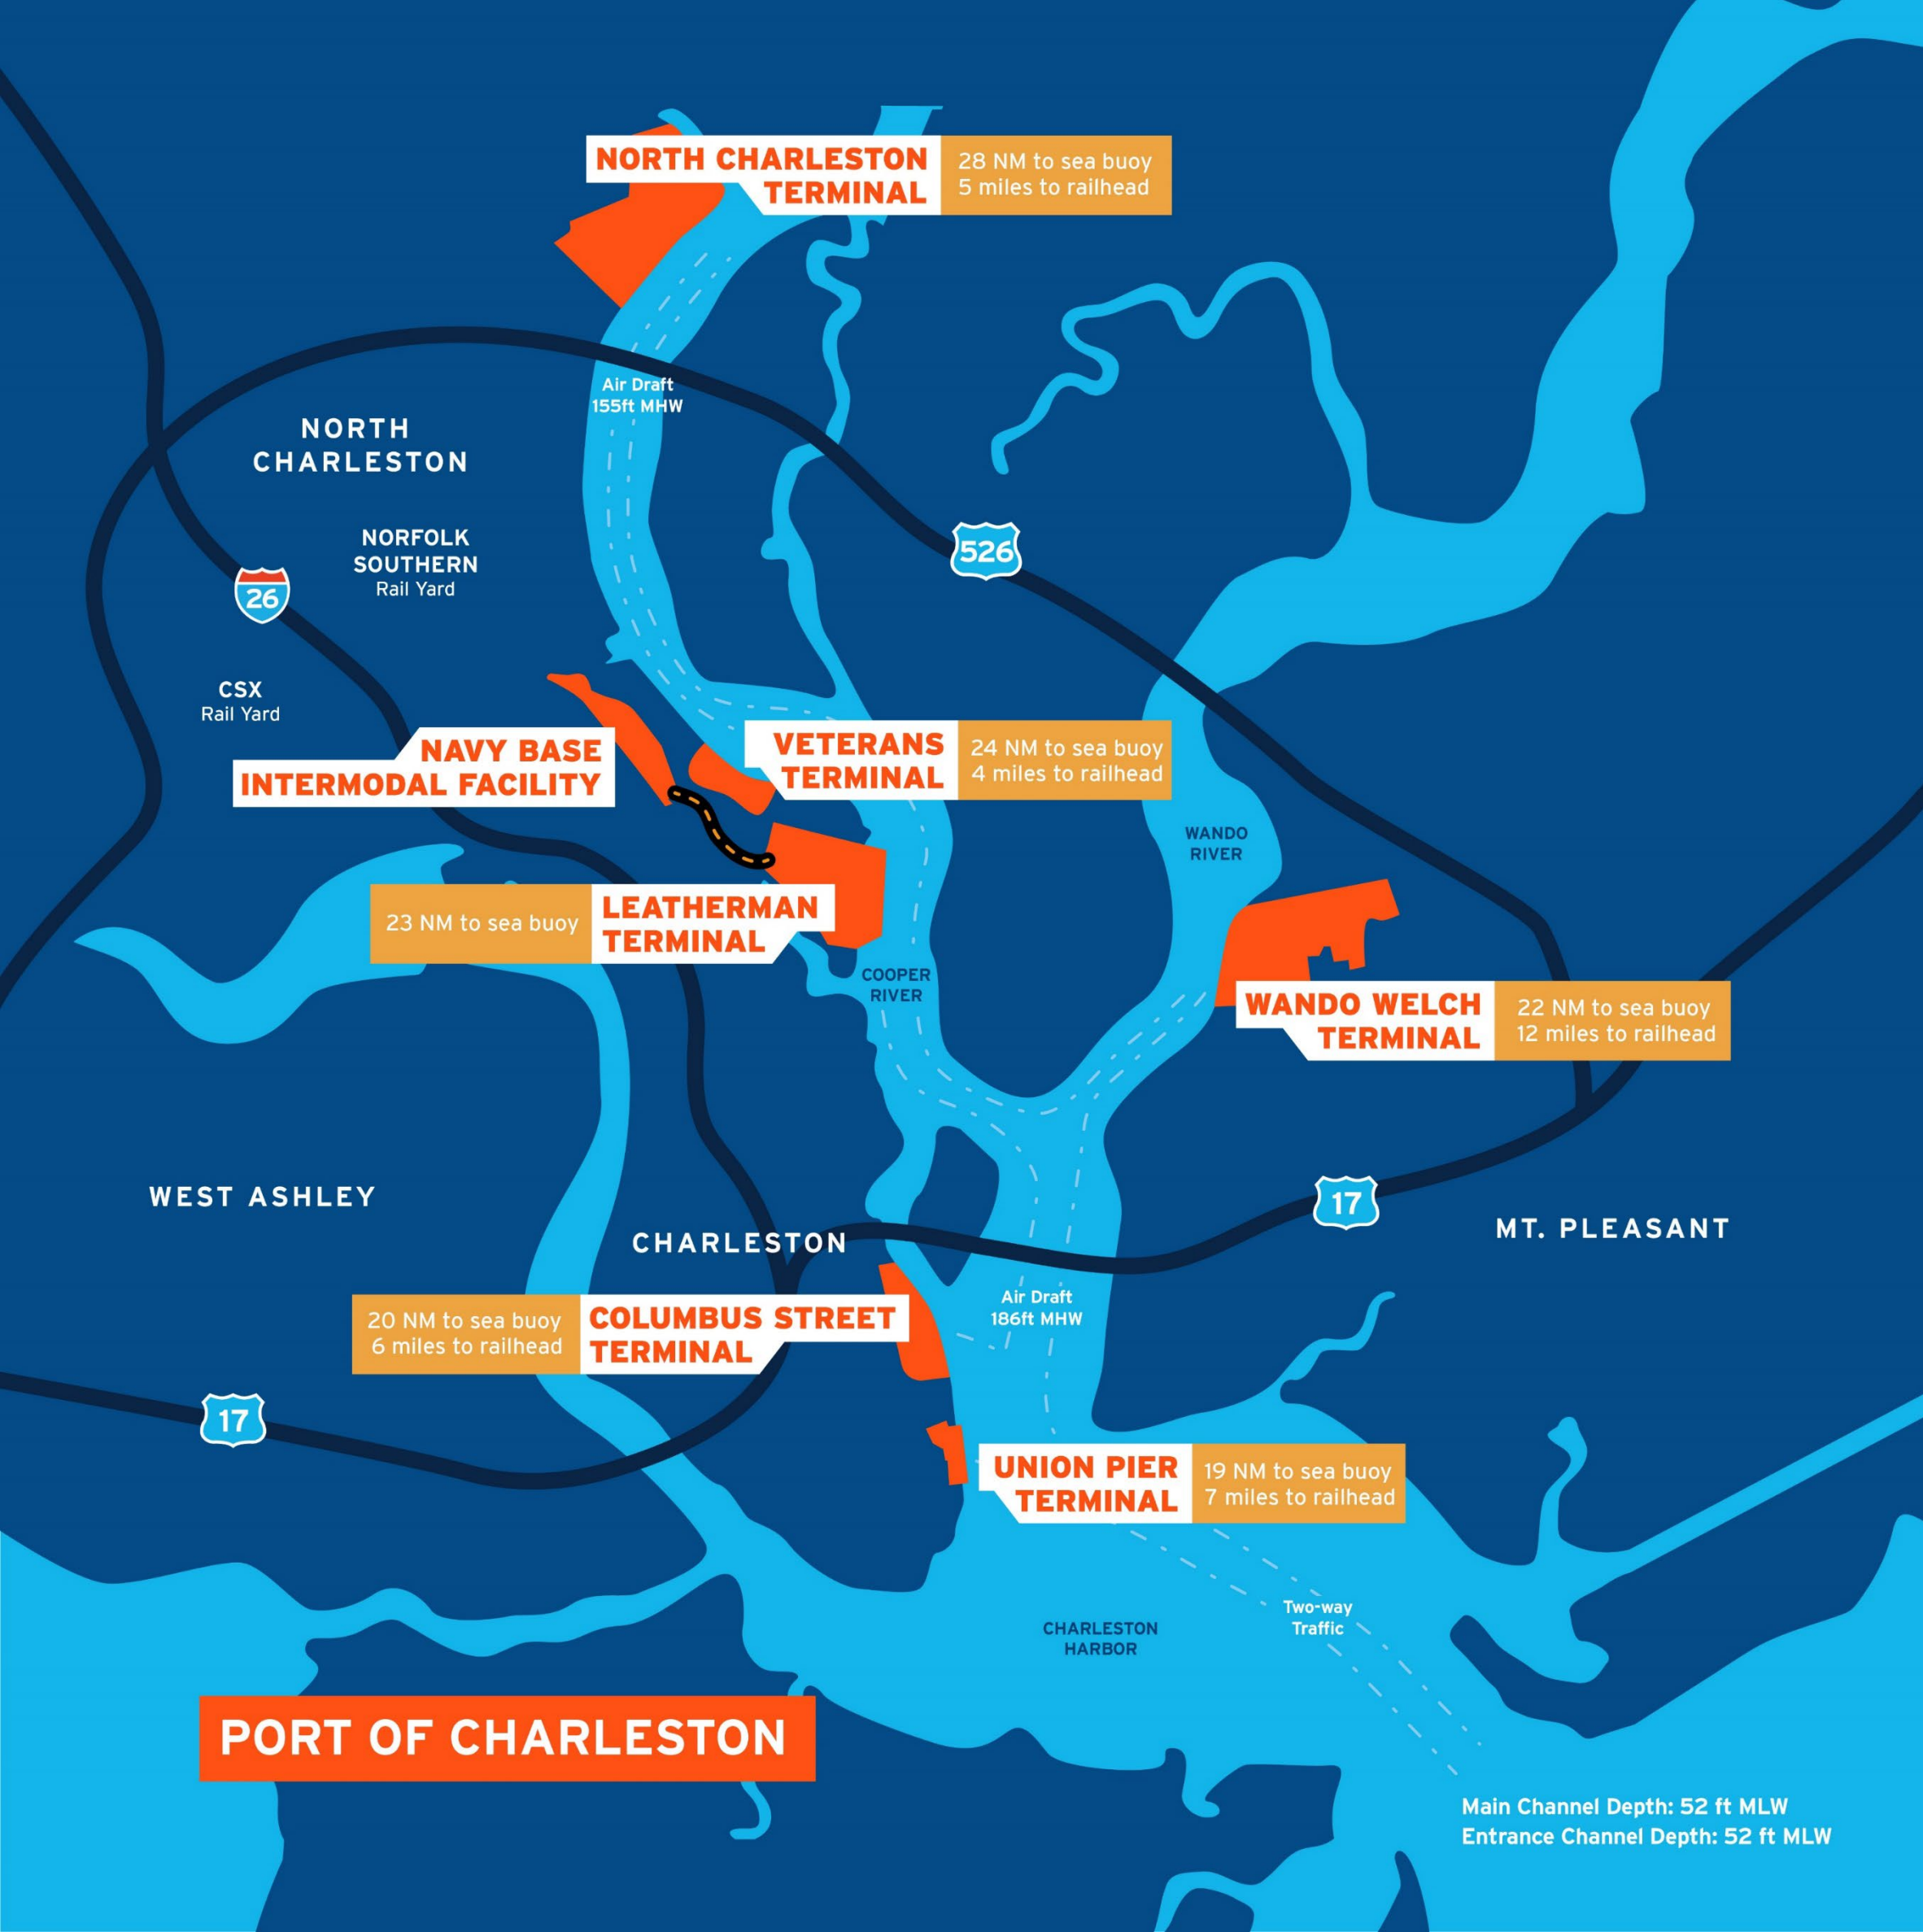 NORTH CHARLESTON
TERMINAL
28 NM to sea buoy
5 miles to railhead
Air Draft
155ft MHW
NORTH
CHARLESTON
NORFOLK
SOUTHERN
Rail Yard
526
26
CSX
Rail Yard
NAVY BASE
INTERMODAL FACILITY
VETERANS
TERMINAL
24 NM to sea buoy
4 miles to railhead
WANDO
RIVER
23 NM to sea buoy
LEATHERMAN
TERMINAL
COOPER
RIVER
WANDO WELCH
TERMINAL
22 NM to sea buoy
12 miles to railhead
WEST ASHLEY
17
MT. PLEASANT
CHARLESTON
Air Draft
186ft MHW
20 NM to sea buoy
6 miles to railhead
COLUMBUS STREET
TERMINAL
17
UNION PIER
TERMINAL
19 NM to sea buoy
7 miles to railhead
Two-way
Traffic
CHARLESTON
HARBOR
PORT OF CHARLESTON
Main Channel Depth: 52 ft MLW
Entrance Channel Depth: 52 ft MLW